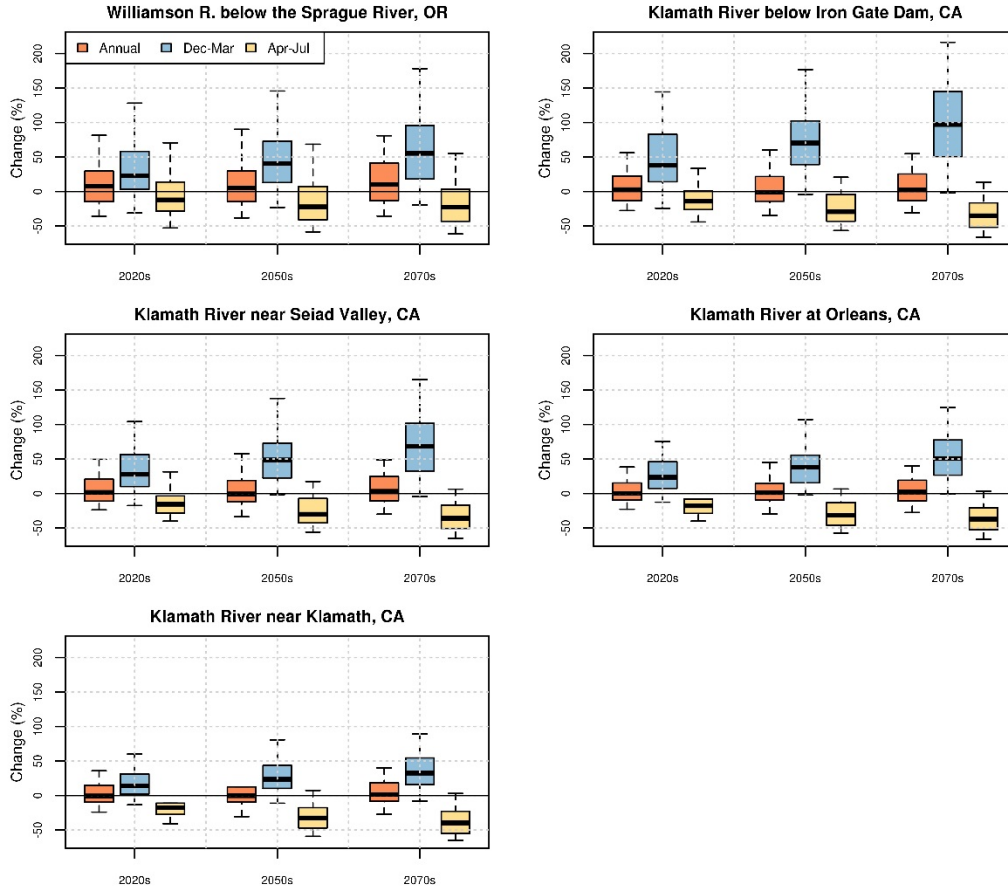 Williamson R. below the Sprague River, OR
Annual Dec-Mar Apr-Jul
Change (%)
200
150
100
50
0
-50
2020s 2050s 2070s
Klamath River below Iron Gate Dam, CA
Change (%)
200
150
100
50
0
-50
2020s 2050s 2070s
Klamath River near Seiad Valley, CA
Change (%)
200
150
100
50
0
-50
2020s 2050s 2070s
Klamath River at Orleans, CA
Change (%)
200
150
100
50
0
-50
2020s 2050s 2070s
Klamath River near Klamath, CA
Change (%)
200
150
100
50
0
-50
2020s 2050s 2070s